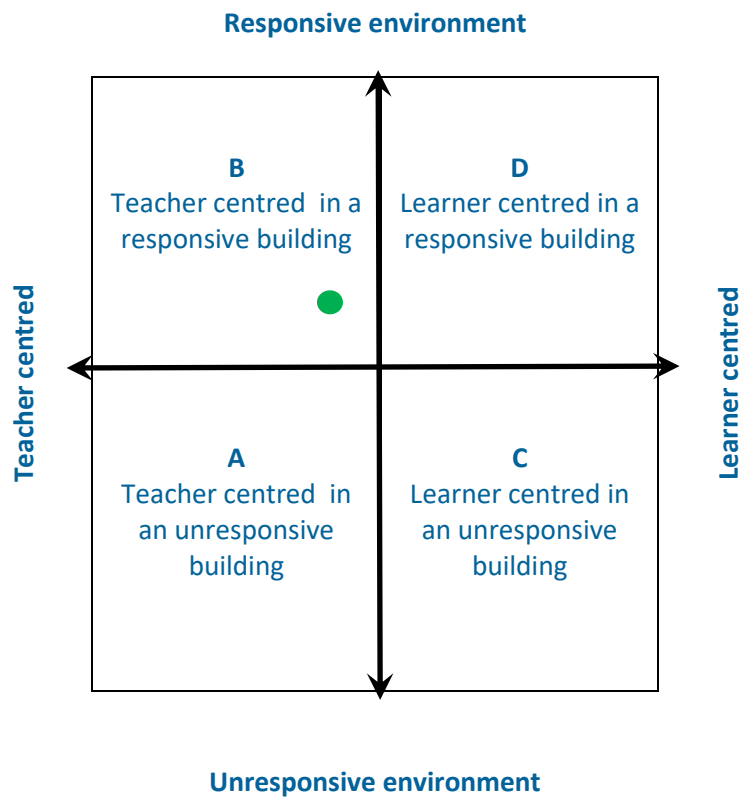 Responsive environment
B
Teacher centred in a
responsive building
D
Learner centred in a
responsive building
Teacher centred
Learner centred
A
Teacher centred in
an unresponsive
building
C
Learner centred in
an unresponsive
building
Unresponsive environment